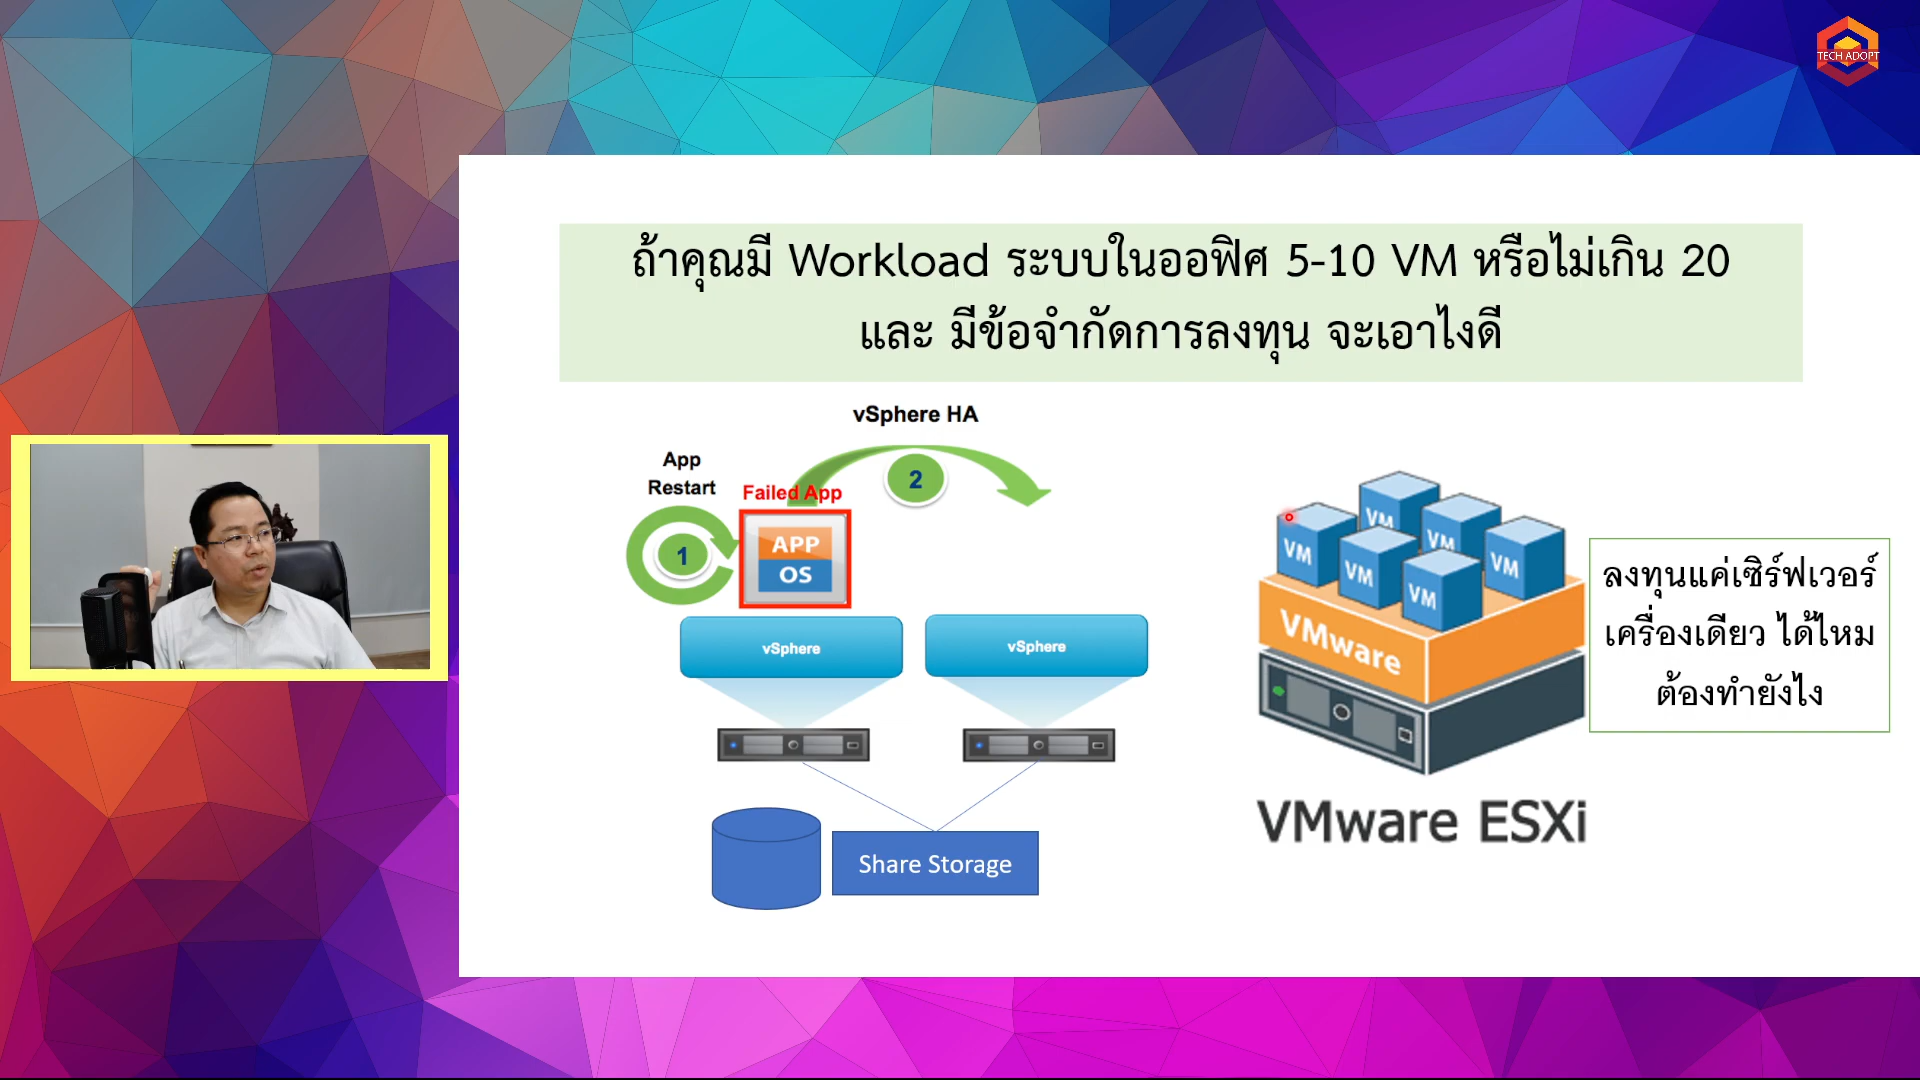 TECH ADOPT
ถ้าคุณมี Workload ระบบในออฟิศ 5-10 VM หรือไม่เกิน 20
และ มีข้อจำกัดการลงทุน จะเอาไงดี
vSphere HA
App
Restart
Failed App
2
1
APP
OS
vSphere
vSphere
Share Storage
VM
VM
VM
VM
VM
VM
VM
VMware
VMware ESXi
ลงทุนแค่เซิร์ฟเวอร์
เครื่องเดียว ได้ไหม
ต้องทำยังไง